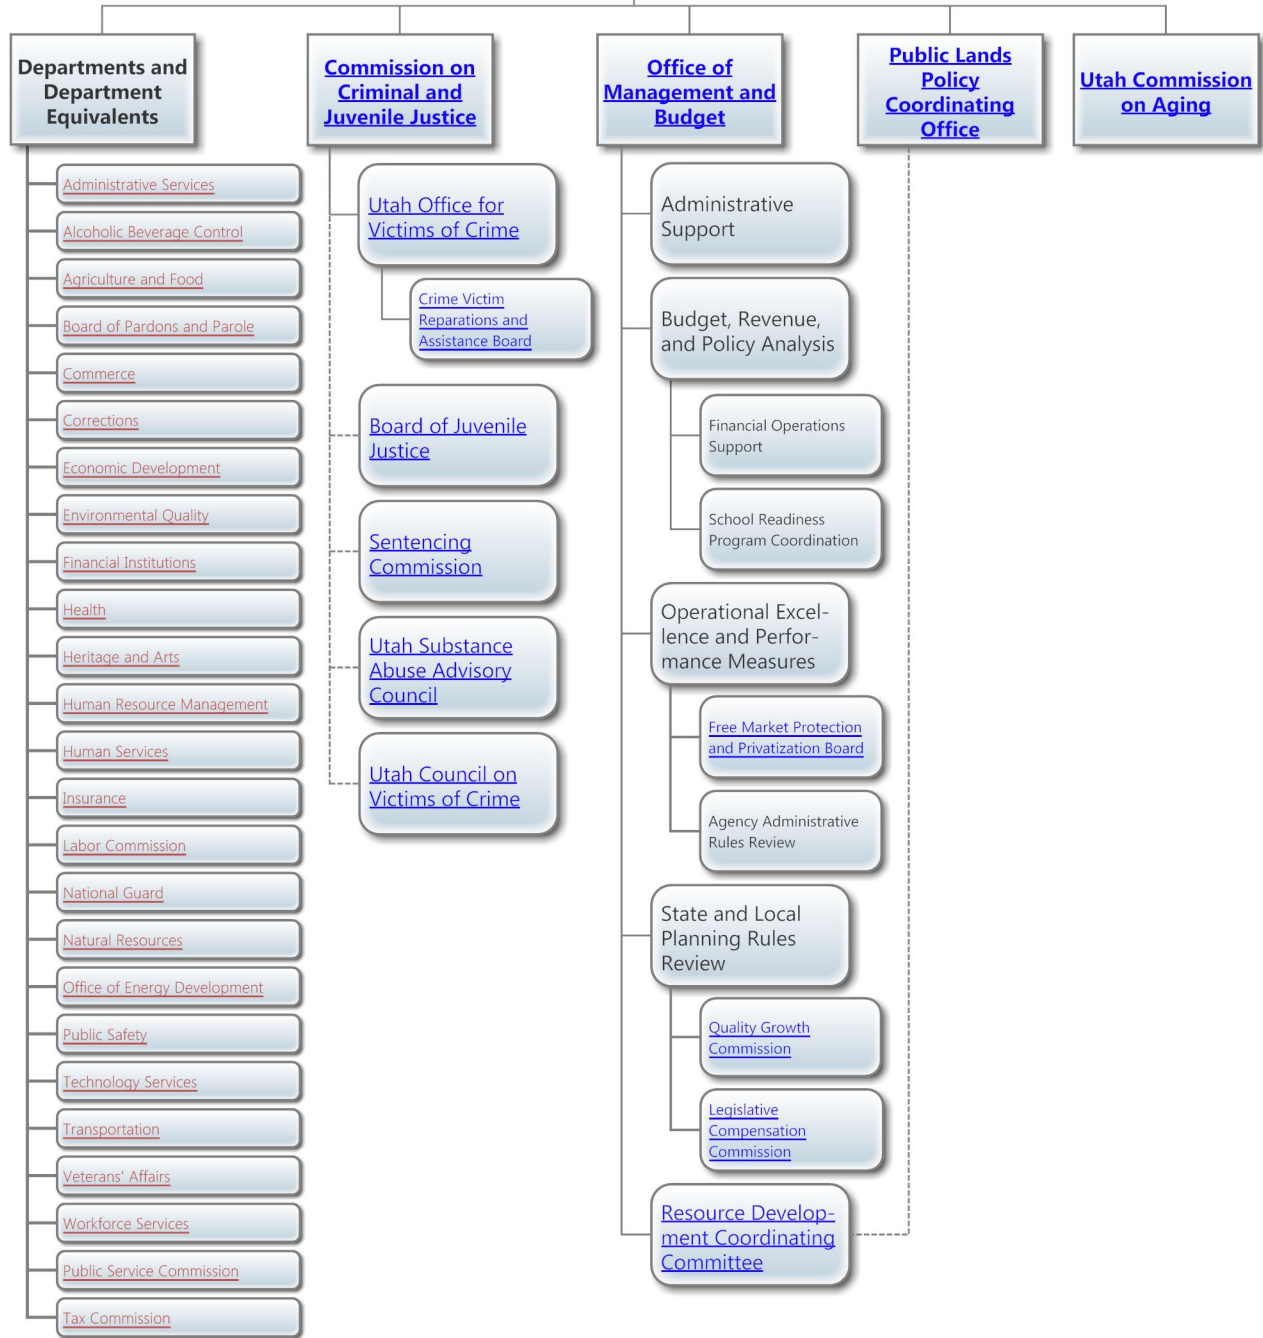 Departments and
Department
Equivalents
Administrative Services
Alcoholic Beverage Control
Agriculture and Food
Board of Pardons and Parole
Commerce
Corrections
Economic Development
Environmental Quality
Financial Institutions
Health
Heritage and Arts
Human Resource Management
Human Services
Insurance
Labor Commission
National Guard
Natural Resources
Office of Energy Development
Public Safety
Technology Services
Transportation
Veterans' Affairs
Workforce Services
Public Service Commission
Tax Commission
Commission on
Criminal and
Juvenile Justice
Utah Office for
Victims of Crime
Crime Victim
Reparations and
Assistance Board
Board of Juvenile
Justice
Sentencing
Commission
Utah Substance
Abuse Advisory
Council
Utah Council on
Victims of Crime
Office of
Management and
Budget
Administrative
Support
Budget, Revenue,
and Policy Analysis
Financial Operations
Support
School Readiness
Program Coordination
Operational Excel-
lence and Perfor-
mance Measures
Free Market Protection
and Privatization Board
Agency Administrative
Rules Review
State and Local
Planning Rules
Review
Quality Growth
Commission
Legislative
Compensation
Commission
Resource Develop-
ment Coordinating
Committee
Public Lands
Policy
Coordinating
Office
Utah Commission
on Aging